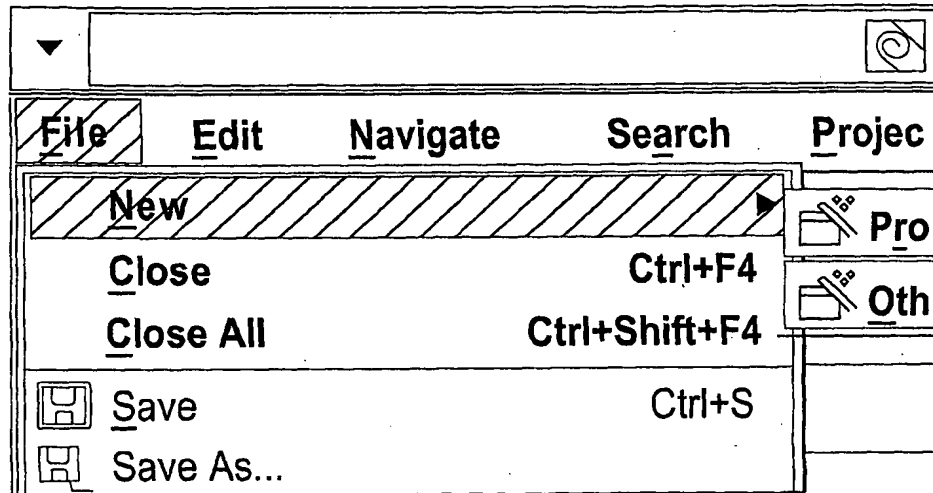 File Edit Navigate Search Projec
New
Pro
Close Ctrl+F4
Oth
Close All Ctrl+Shift+F4
Save Ctrl+S
Save As...